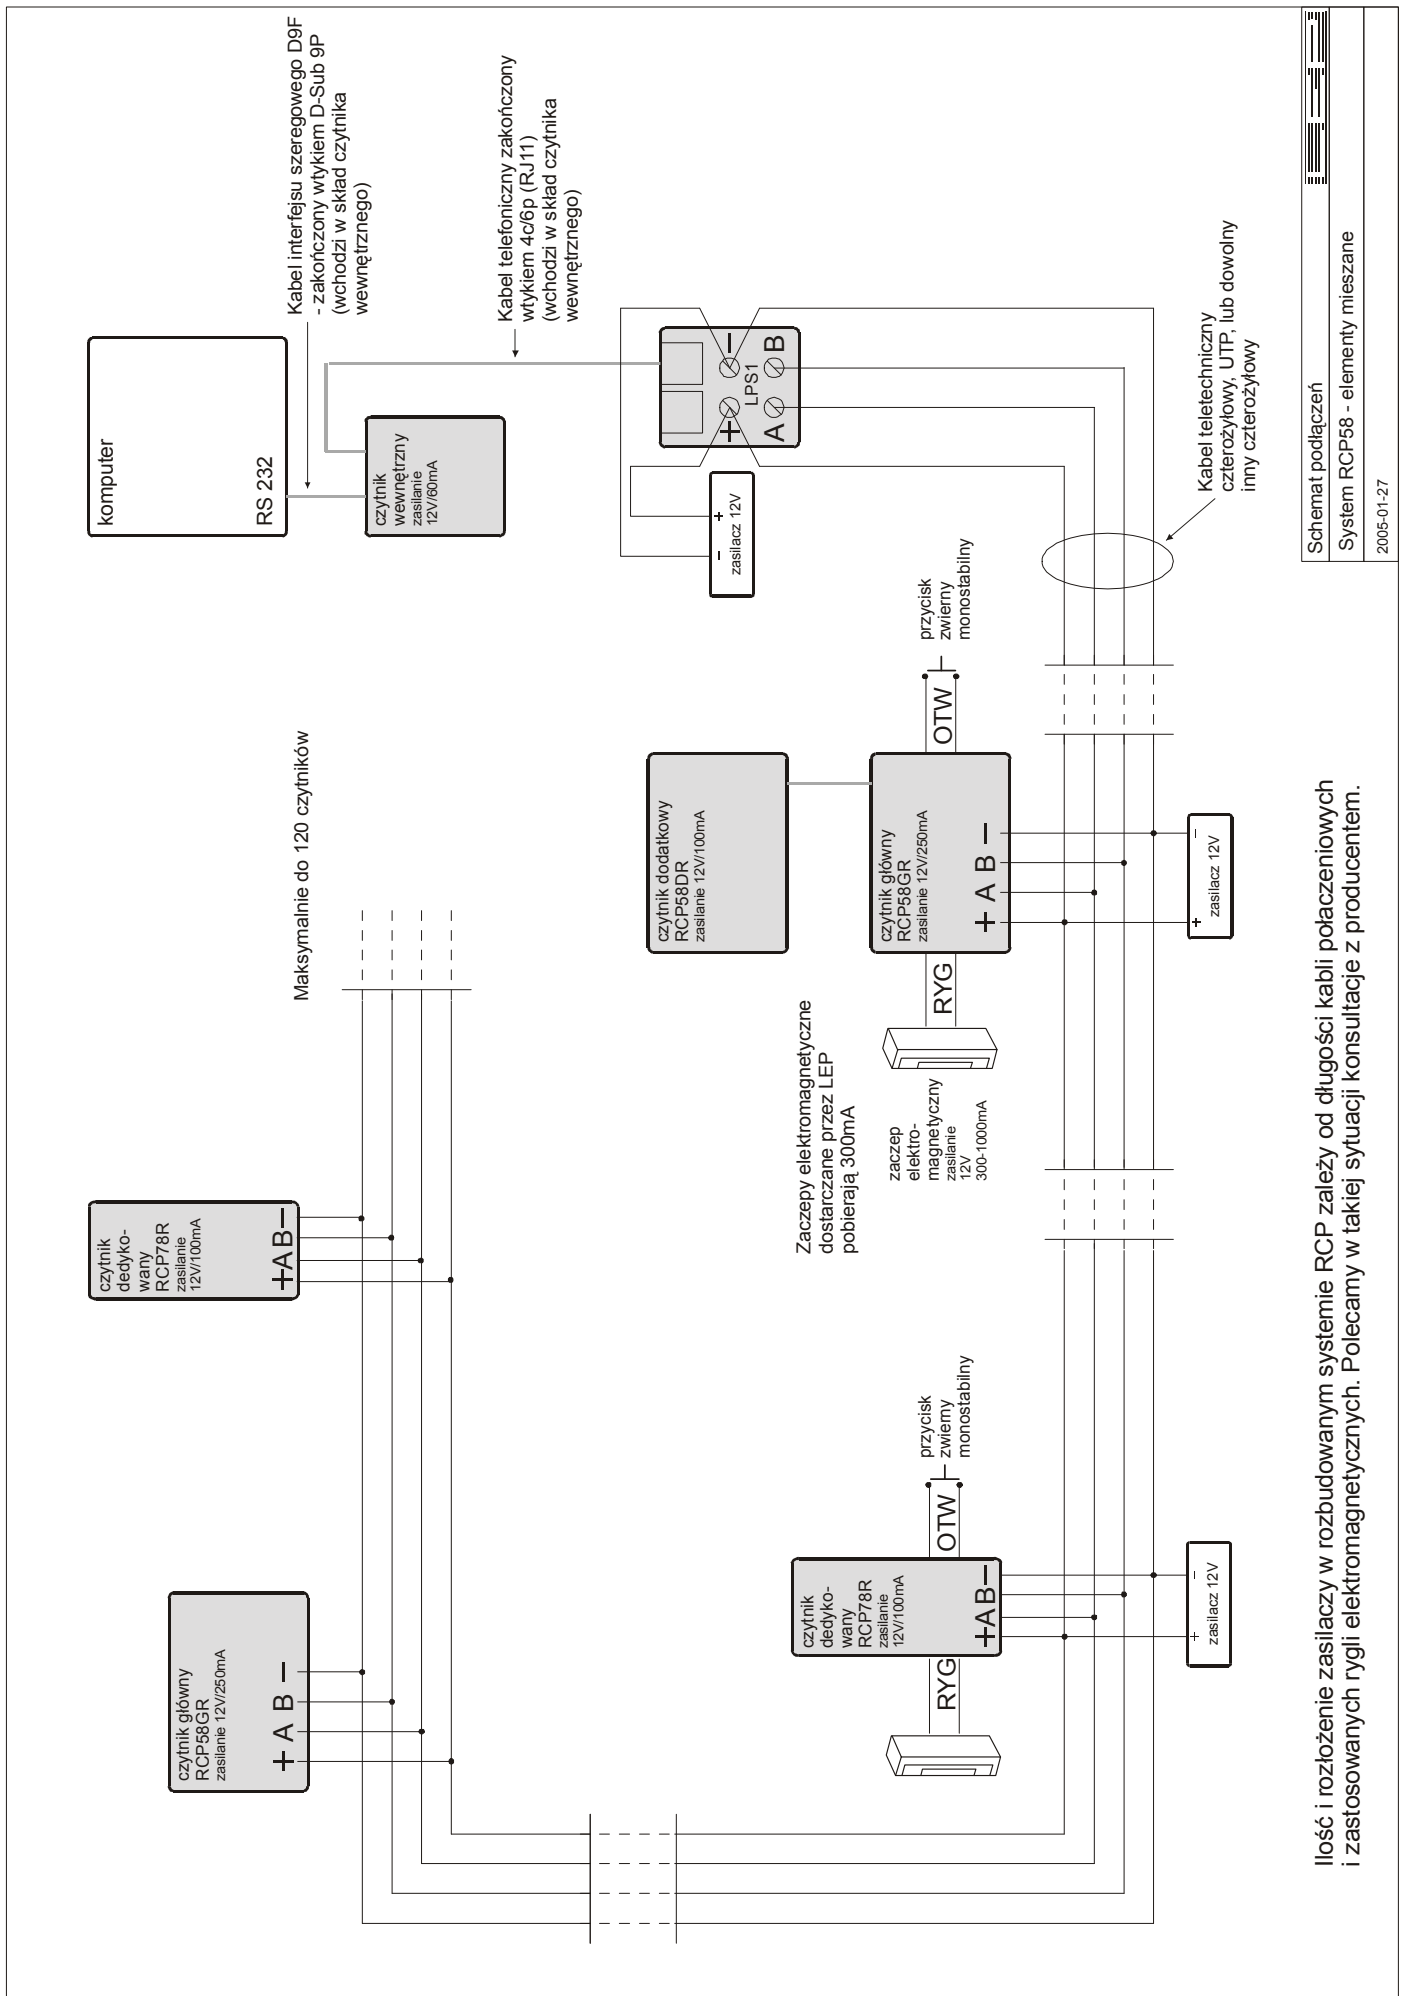 komputer
RS 232
Kabel interfejsu szeregowego D9F
- zakończony wtykiem D-Sub 9P
(wchodzi w skład czytnika
wewnętrznego)
czytnik
wewnętrzny
zasilanie
12V/60mA
Kabel telefoniczny zakończony
wtykiem 4c/6p (RJ11)
(wchodzi w skład czytnika
wewnętrznego)
+ -
LPS1
A B
- +
zasilacz 12V
Kabel teletechniczny
czterożyłowy, UTP, lub dowolny
inny czterożyłowy
Maksymalnie do 120 czytników
czytnik
dedyko-
wany
RCP78R
zasilanie
12V/100mA
+AB-
czytnik główny
RCP58GR
zasilanie 12V/250mA
+ A B -
czytnik dodatkowy
RCP58DR
zasilanie 12V/100mA
czytnik główny
RCP58GR
zasilanie 12V/250mA
+ A B -
RYG
OTW
przycisk
zwierny
monostabilny
Zaczepy elektromagnetyczne
dostarczane przez LEP
pobierają 300mA
zaczep
elektro-
magnetyczny
zasilanie
12V
300-1000mA
+ -
zasilacz 12V
czytnik
dedyko-
wany
RCP78R
zasilanie
12V/100mA
+AB-
RYG
OTW
przycisk
zwierny
monostabilny
+ -
zasilacz 12V
Ilość i rozłożenie zasilaczy w rozbudowanym systemie RCP zależy od długości kabli połaczeniowych
i zastosowanych rygli elektromagnetycznych. Polecamy w takiej sytuacji konsultacje z producentem.
Schemat podłączeń
System RCP58 - elementy mieszane
2005-01-27